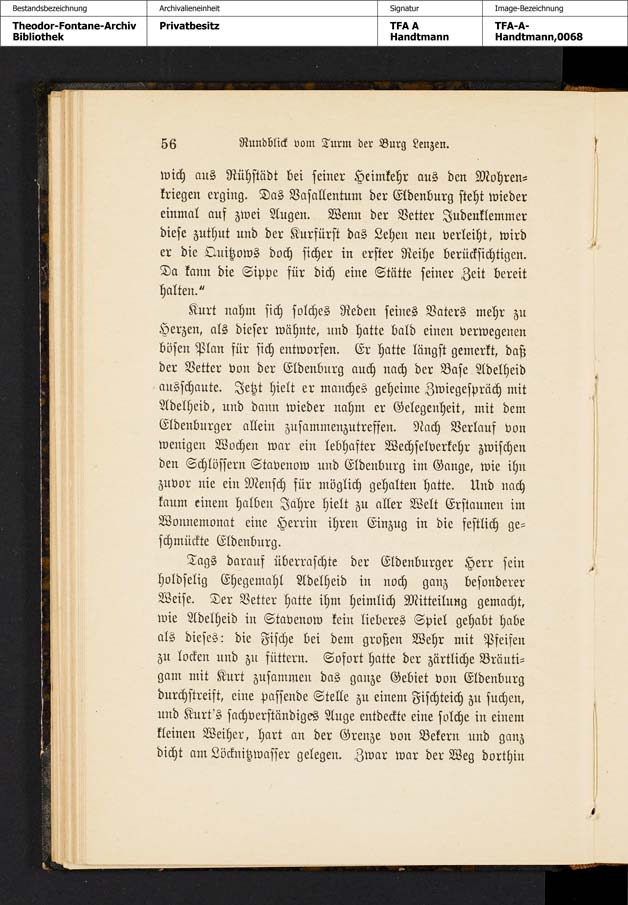 Bestandsbezeichnung Archivalieneinheit Signatur Image-Bezeichnung
Theodor-Fontane-Archiv Privatbesitz TFA A TFA-A-
Bibliothek Handtmann Handtmann,0068
56 Rundblick vom Turm der Burg Lenzen.
wich aus Rühstädt bei seiner Heimkehr aus den Mohren-
kriegen erging. Das Vasallentum der Eldenburg steht wieder
einmal auf zwei Augen. Wenn der Vetter Judenklemmer
diese zuthut und der Kurfürst das Lehen neu verleiht, wird
er die Quitzows doch sicher in erster Reihe berücksichtigen.
Da kann die Sippe für dich eine Stätte seiner Zeit bereit
halten.“
Kurt nahm sich solches Reden seines Vaters mehr zu
Herzen, als dieser wähnte, und hatte bald einen verwegenen
bösen Plan für sich entworfen. Er hatte längst gemerkt, daß
der Vetter von der Eldenburg auch nach der Base Adelheid
ausschaute. Jetzt hielt er manches geheime Zwiegespräch mit
Adelheid, und dann wieder nahm er Gelegenheit, mit dem
Eldenburger allein zusammenzutreffen. Nach Verlauf von
wenigen Wochen war ein lebhafter Wechselverkehr zwischen
den Schlössern Stavenow und Eldenburg im Gange, wie ihn
zuvor nie ein Mensch für möglich gehalten hatte. Und nach
kaum einem halben Jahre hielt zu aller Welt Erstaunen im
Wonnemonat eine Herrin ihren Einzug in die festlich ge-
schmückte Eldenburg.
Tags darauf überraschte der Eldenburger Herr sein
holdselig Ehegemahl Adelheid in noch ganz besonderer
Weise. Der Vetter hatte ihm heimlich Mitteilung gemacht,
wie Adelheid in Stavenow kein lieberes Spiel gehabt habe
als dieses: die Fische bei dem großen Wehr mit Pfeifen
zu locken und zu füttern. Sofort hatte der zärtliche Bräuti-
gam mit Kurt zusammen das ganze Gebiet von Eldenburg
durchstreift, eine passende Stelle zu einem Fischteich zu suchen,
und Kurt's sachverständiges Auge entdeckte eine solche in einem
kleinen Weiher, hart an der Grenze von Bekern und ganz
dicht am Löcknitzwasser gelegen. Zwar war der Weg dorthin